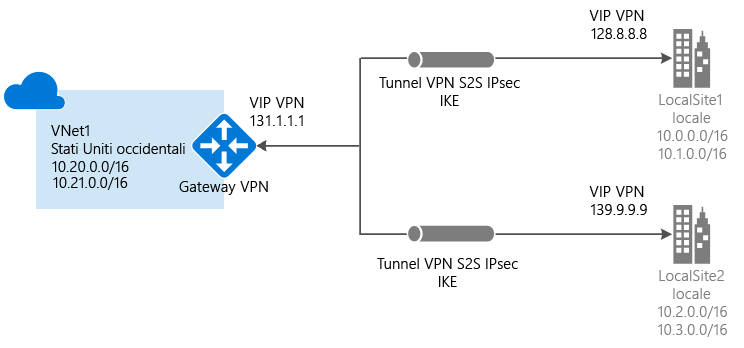 VNet1
Stati Uniti occidentali
10.20.0.0/16
10.21.0.0/16
VIP VPN
131.1.1.1
Gateway VPN
Tunnel VPN S2S IPsec
IKE
VIP VPN
128.8.8.8
LocalSite1
locale
10.0.0.0/16
10.1.0.0/16
Tunnel VPN S2S IPsec
IKE
VIP VPN
139.9.9.9
LocalSite2
locale
10.2.0.0/16
10.3.0.0/16